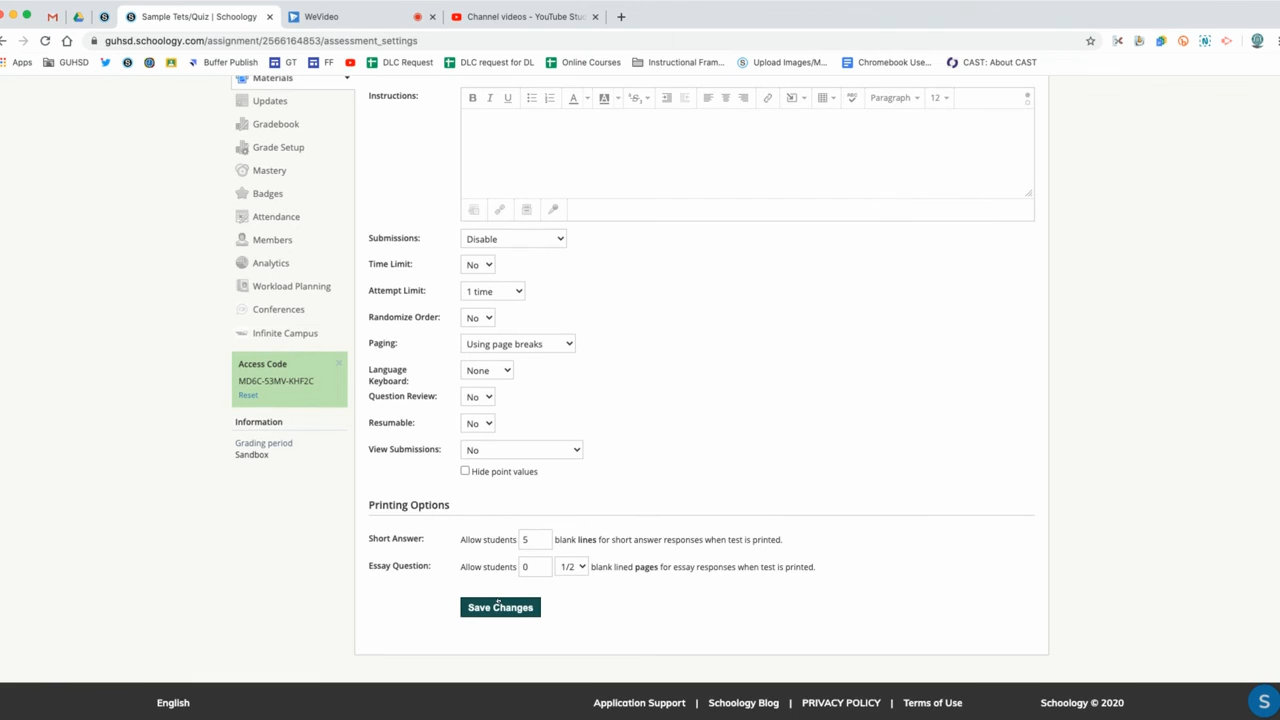 Sample Tets/Quiz | Schoology
WeVideo
Channel videos - YouTube Stu
guhsd.schoology.com/assignment/2566164853/assessment_settings
Apps
GUHSD
Buffer Publish
GT
FF
DLC Request
DLC request for DL
Online Courses
Instructional Fram...
Upload Images/M...
Chromebook Use...
CAST: About CAST
Materials
Updates
Gradebook
Grade Setup
Mastery
Badges
Attendance
Members
Analytics
Workload Planning
Conferences
Infinite Campus
Access Code
MD6C-53MV-KHF2C
Reset
Information
Grading period
Sandbox
Instructions:
B I U A A Paragraph 12
Submissions: Disable
Time Limit: No
Attempt Limit: 1 time
Randomize Order: No
Paging: Using page breaks
Language
Keyboard: None
Question Review: No
Resumable: No
View Submissions: No
Hide point values
Printing Options
Short Answer: Allow students 5 blank lines for short answer responses when test is printed.
Essay Question: Allow students 0 1/2 blank lined pages for essay responses when test is printed.
Save Changes
English
Application Support | Schoology Blog | PRIVACY POLICY | Terms of Use
Schoology © 2020